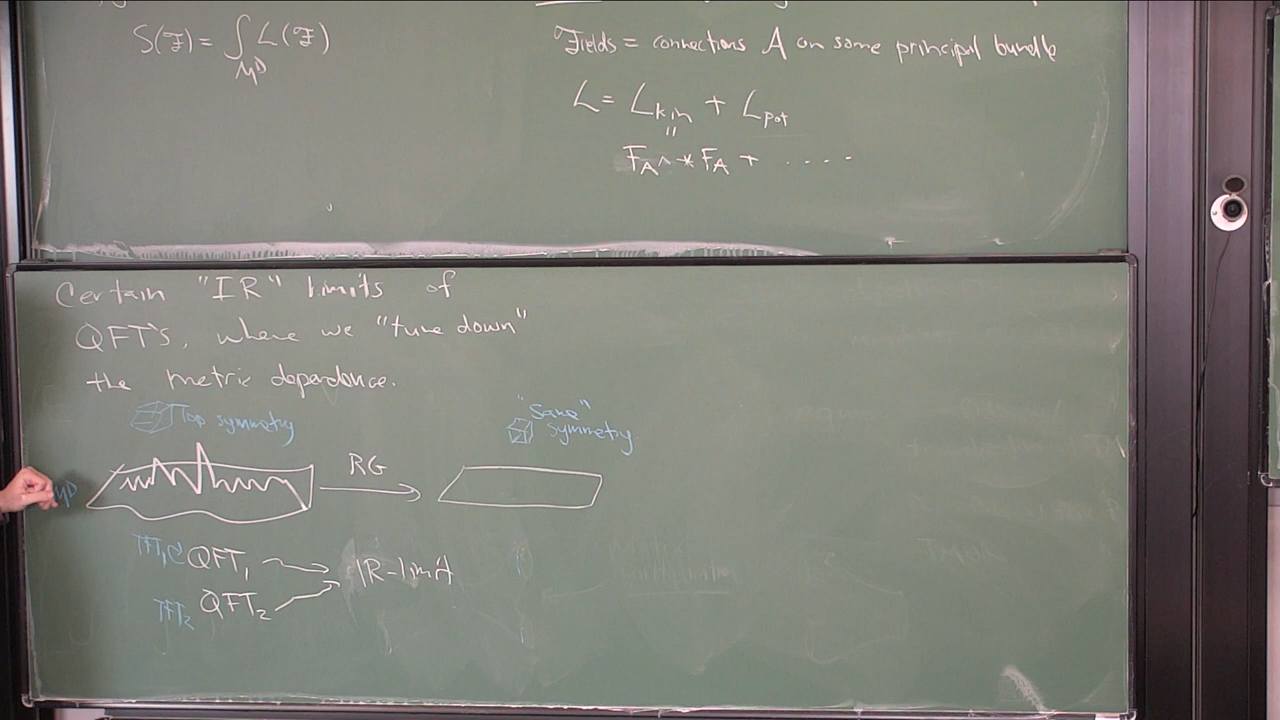 S(F) = ∫_{M^D} L(F)
Fields = connections A on some principal bundle
L = L_kin + L_pot
"
F_A ∧ * F_A + .....
Certain "IR" limits of
QFT's, where we "tune down"
the metric dependence.
Top symmetry
"Same"
symmetry
M^D
RG
TFT_1 QFT_1
IR-limit
TFT_2 QFT_2